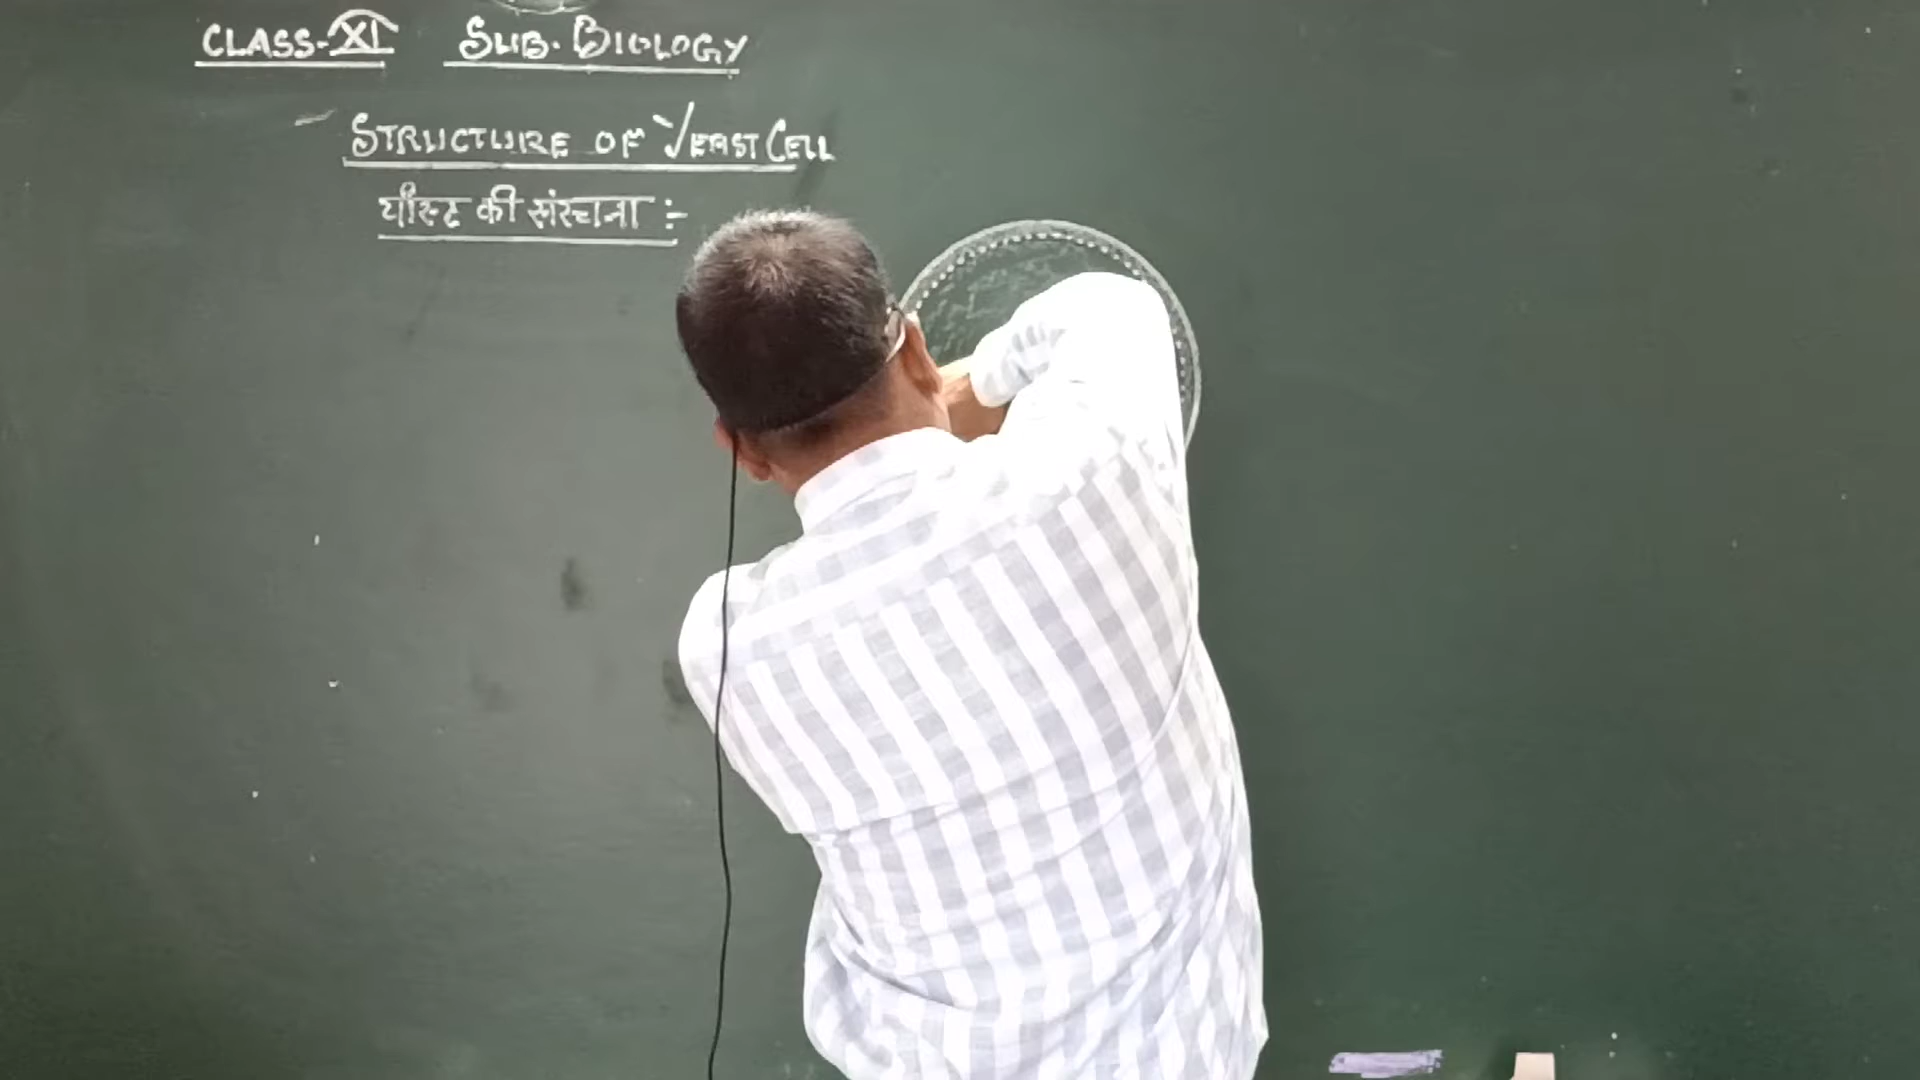 CLASS-XI SUB. BIOLOGY
STRUCTURE OF YEAST CELL
यीस्ट की संरचना :-